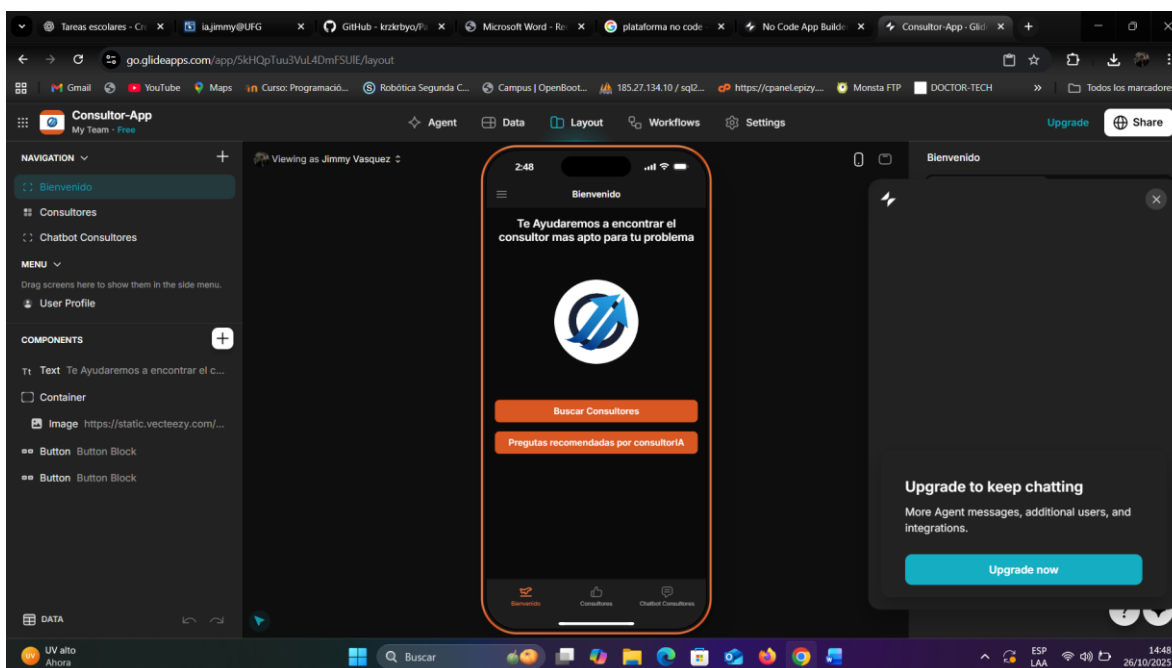 Tareas escolares - Cre
ia.jimmy@UFG
GitHub - krzkrbyo/Pa
Microsoft Word - Re
plataforma no code
No Code App Builde
Consultor-App · Glid
go.glideapps.com/app/5kHQpTuu3VuL4DmFSUlE/layout
Gmail
YouTube
Maps
Curso: Programació...
Robótica Segunda C...
Campus | OpenBoot...
185.27.134.10 / sql2...
https://cpanel.epizy....
Monsta FTP
DOCTOR-TECH
»
Todos los marcadores
Consultor-App
My Team · Free
Agent
Data
Layout
Workflows
Settings
Upgrade
Share
NAVIGATION
Bienvenido
Consultores
Chatbot Consultores
MENU
Drag screens here to show them in the side menu.
User Profile
COMPONENTS
Tt Text Te Ayudaremos a encontrar el c...
Container
Image https://static.vecteezy.com/...
Button Button Block
Button Button Block
DATA
Viewing as Jimmy Vasquez
2:48
Bienvenido
Te Ayudaremos a encontrar el
consultor mas apto para tu problema
Buscar Consultores
Pregutas recomendadas por consultorIA
Bienvenido
Consultores
Chatbot Consultores
Bienvenido
Upgrade to keep chatting
More Agent messages, additional users, and
integrations.
Upgrade now
?
UV
UV alto
Ahora
Buscar
ESP
LAA
14:48
26/10/2025